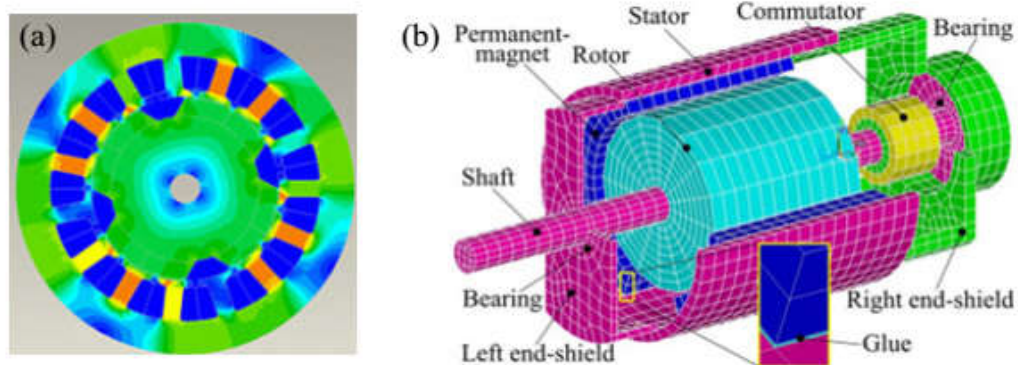 (a)
(b)
Permanent-
magnet
Rotor
Stator
Commutator
Bearing
Shaft
Bearing
Left end-shield
Right end-shield
Glue